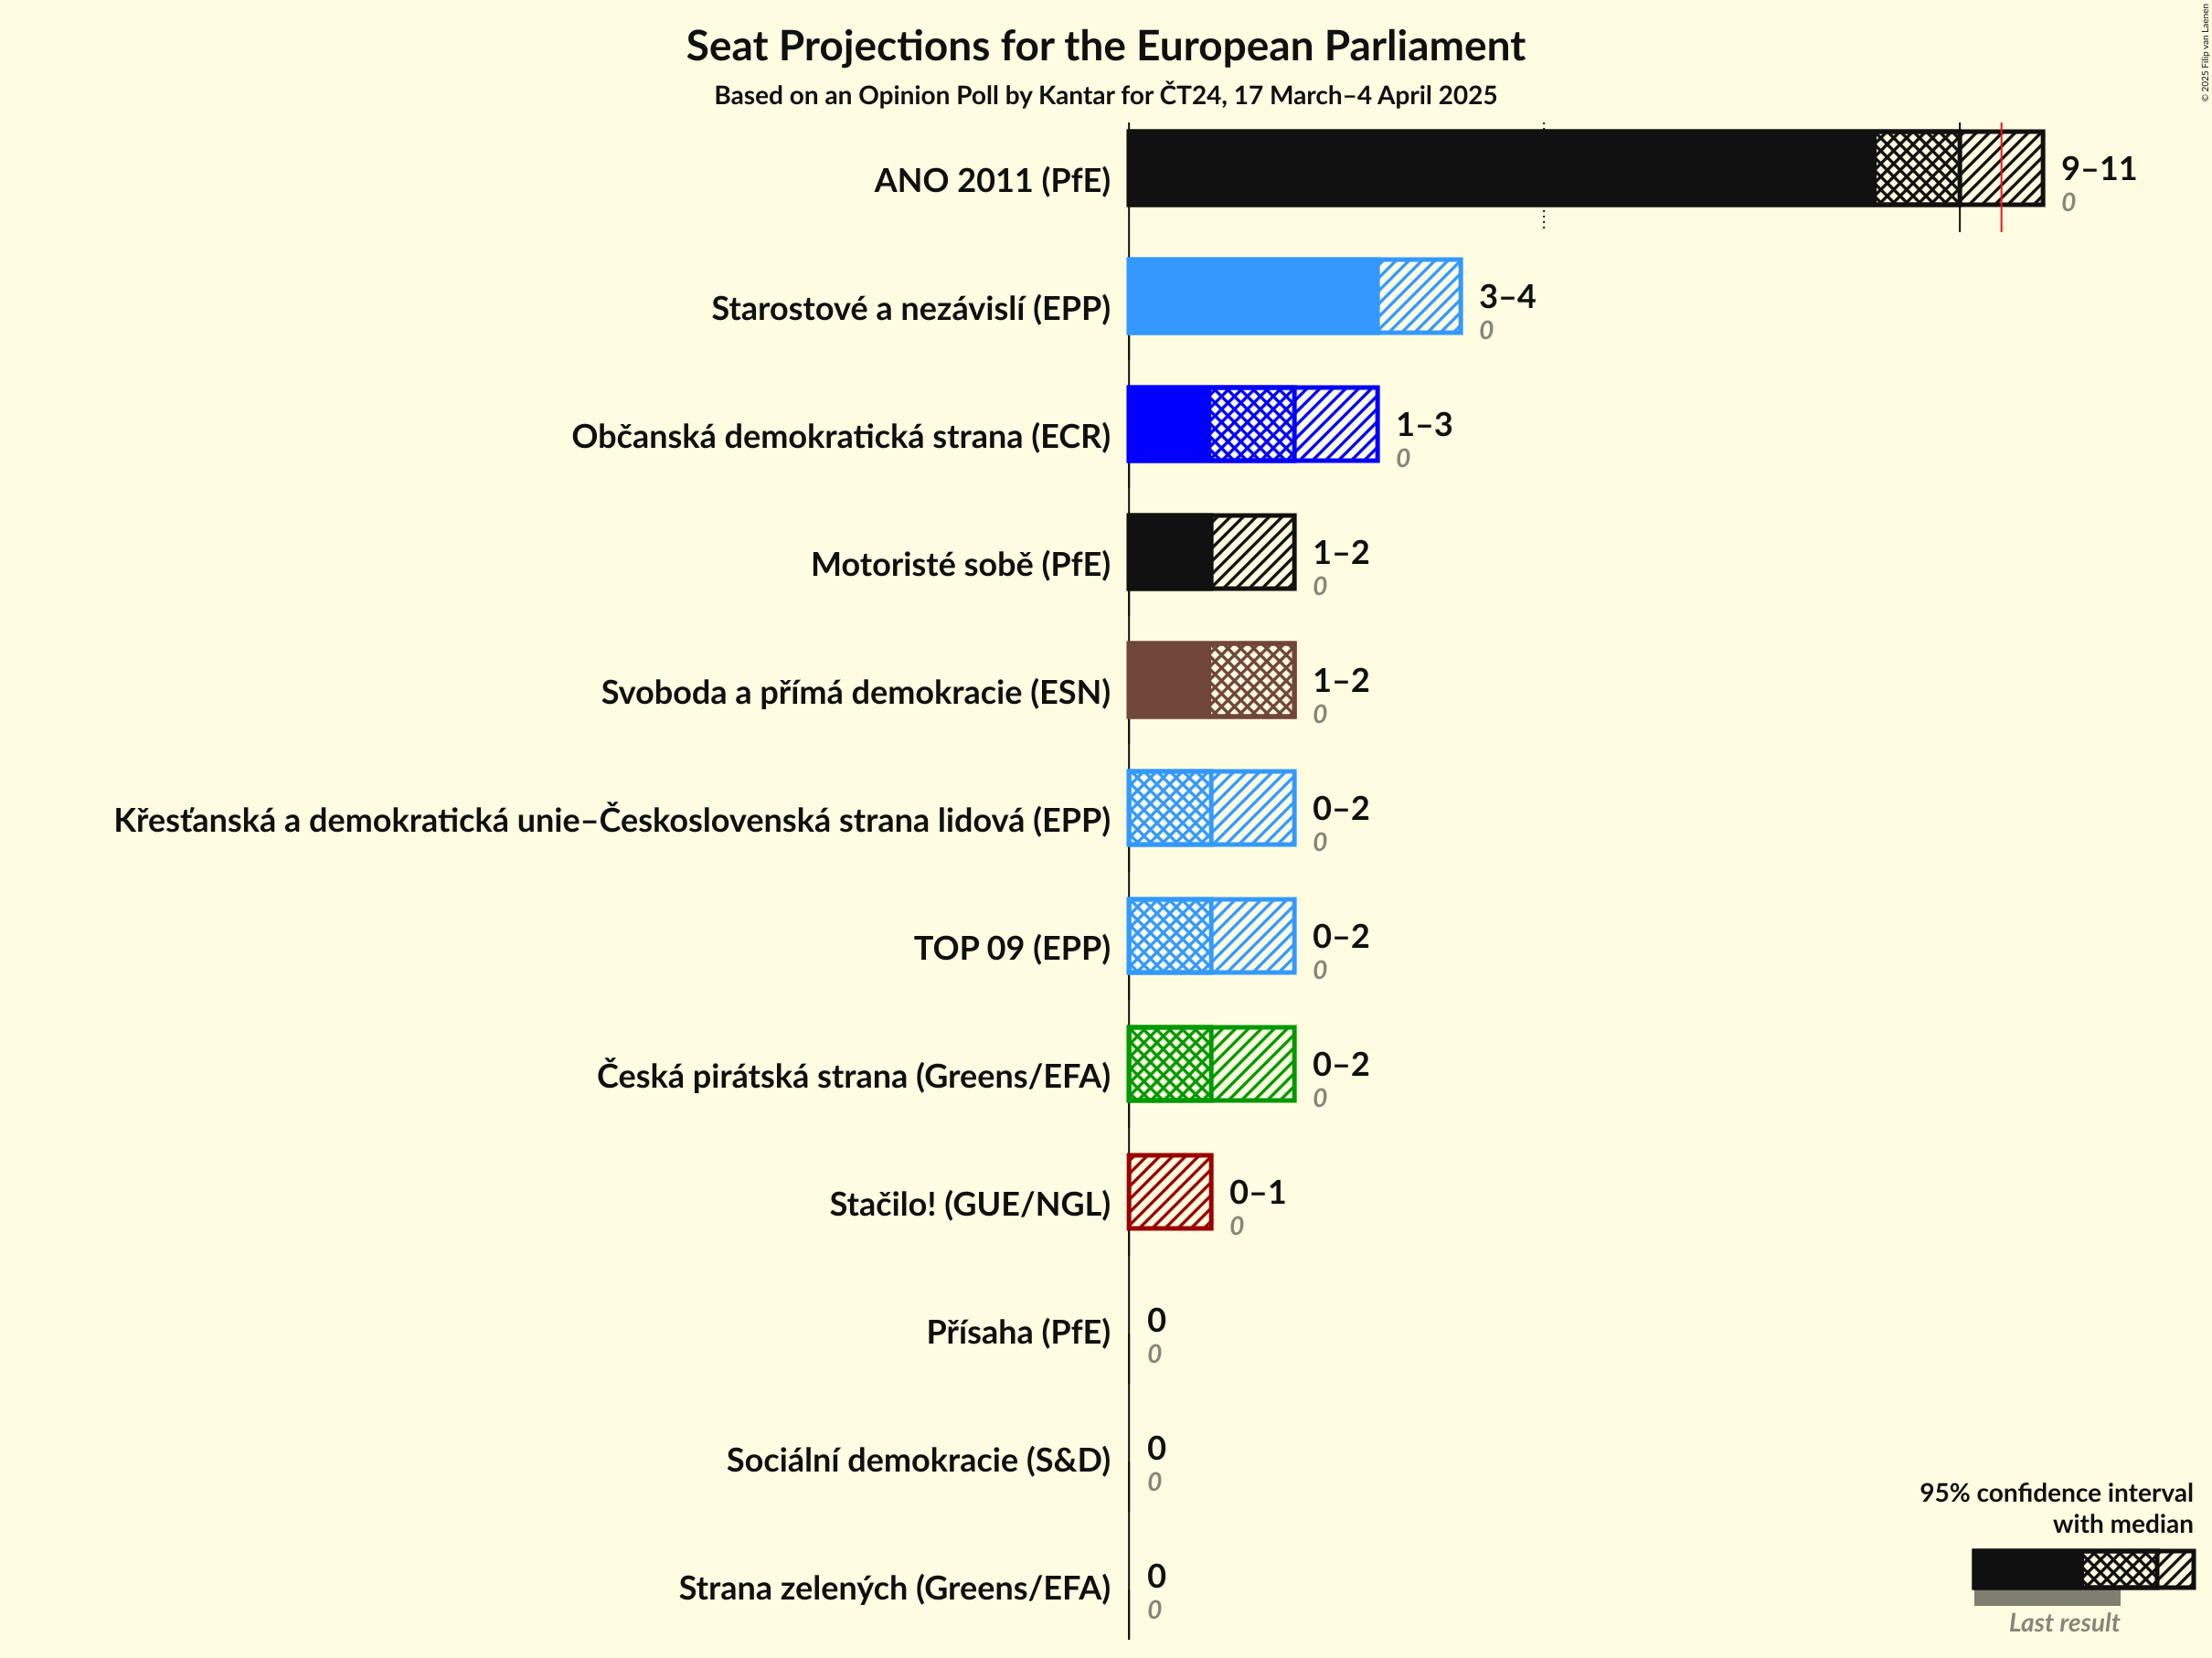 Seat Projections for the European Parliament
Based on an Opinion Poll by Kantar for ČT24, 17 March–4 April 2025
© 2025 Filip van Laenen
ANO 2011 (PfE)
9–11
0
Starostové a nezávislí (EPP)
3–4
0
Občanská demokratická strana (ECR)
1–3
0
Motoristé sobě (PfE)
1–2
0
Svoboda a přímá demokracie (ESN)
1–2
0
Křesťanská a demokratická unie–Československá strana lidová (EPP)
0–2
0
TOP 09 (EPP)
0–2
0
Česká pirátská strana (Greens/EFA)
0–2
0
Stačilo! (GUE/NGL)
0–1
0
Přísaha (PfE)
0
0
Sociální demokracie (S&D)
0
0
Strana zelených (Greens/EFA)
0
0
95% confidence interval
with median
Last result